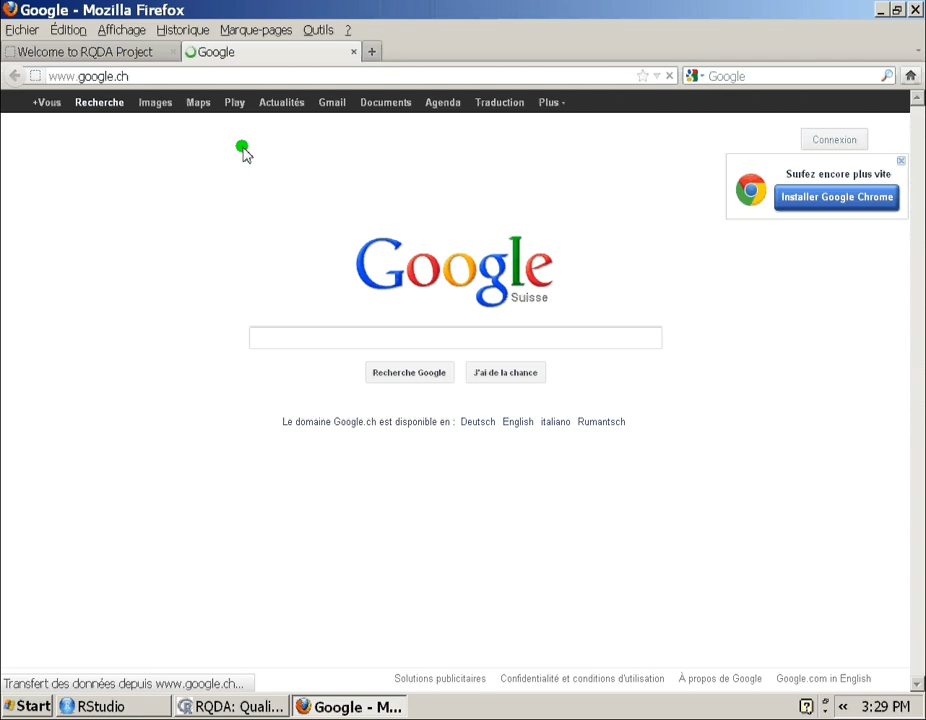 Google - Mozilla Firefox
Fichier Édition Affichage Historique Marque-pages Outils ?
Welcome to RQDA Project × Google × +
www.google.ch Google
+Vous Recherche Images Maps Play Actualités Gmail Documents Agenda Traduction Plus
Connexion
Surfez encore plus vite
Installer Google Chrome
Google
Suisse
Recherche Google J'ai de la chance
Le domaine Google.ch est disponible en : Deutsch English italiano Rumantsch
Solutions publicitaires Confidentialité et conditions d'utilisation À propos de Google Google.com in English
Transfert des données depuis www.google.ch...
Start RStudio RQDA: Quali... Google - M... « 3:29 PM